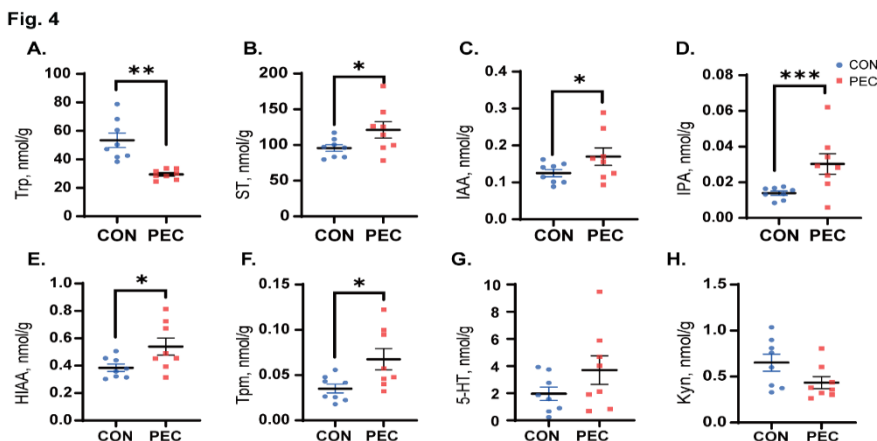 Fig. 4
A.
**
Trp, nmol/g
100
80
60
40
20
0
CON PEC
B.
*
ST, nmol/g
200
150
100
50
0
CON PEC
C.
*
IAA, nmol/g
0.4
0.3
0.2
0.1
0.0
CON PEC
D.
***
IPA, nmol/g
0.08
0.06
0.04
0.02
0.00
CON PEC
CON
PEC
E.
*
HIAA, nmol/g
1.0
0.8
0.6
0.4
0.2
0.0
CON PEC
F.
*
Tpm, nmol/g
0.15
0.10
0.05
0.00
CON PEC
G.
5-HT, nmol/g
10
8
6
4
2
0
CON PEC
H.
Kyn, nmol/g
1.5
1.0
0.5
0.0
CON PEC